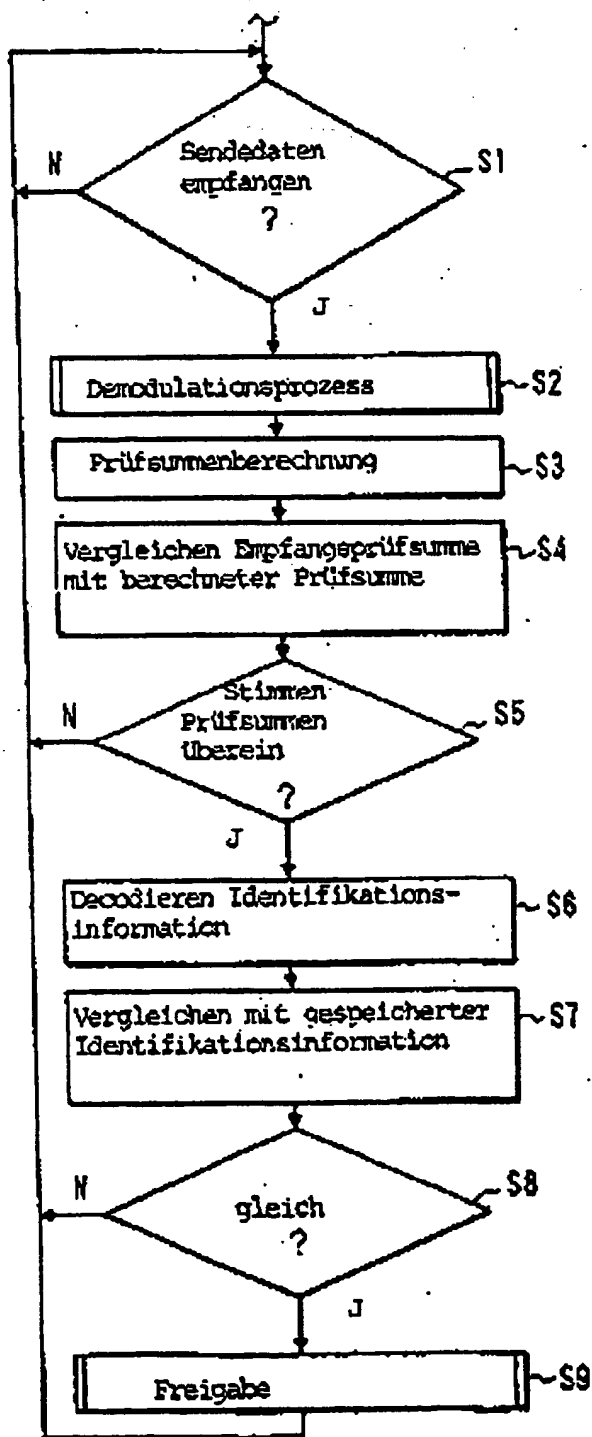 Sendedaten
empfangen
?
S1
N
J
Demodulationsprozess
S2
Prüfsummenberechnung
S3
Vergleichen Empfangsprüfsumme
mit berechneter Prüfsumme
S4
Stimmen
Prüfsummen
überein
?
S5
N
J
Decodieren Identifikations-
information
S6
Vergleichen mit gespeicherter
Identifikationsinformation
S7
gleich
?
S8
N
J
Freigabe
S9